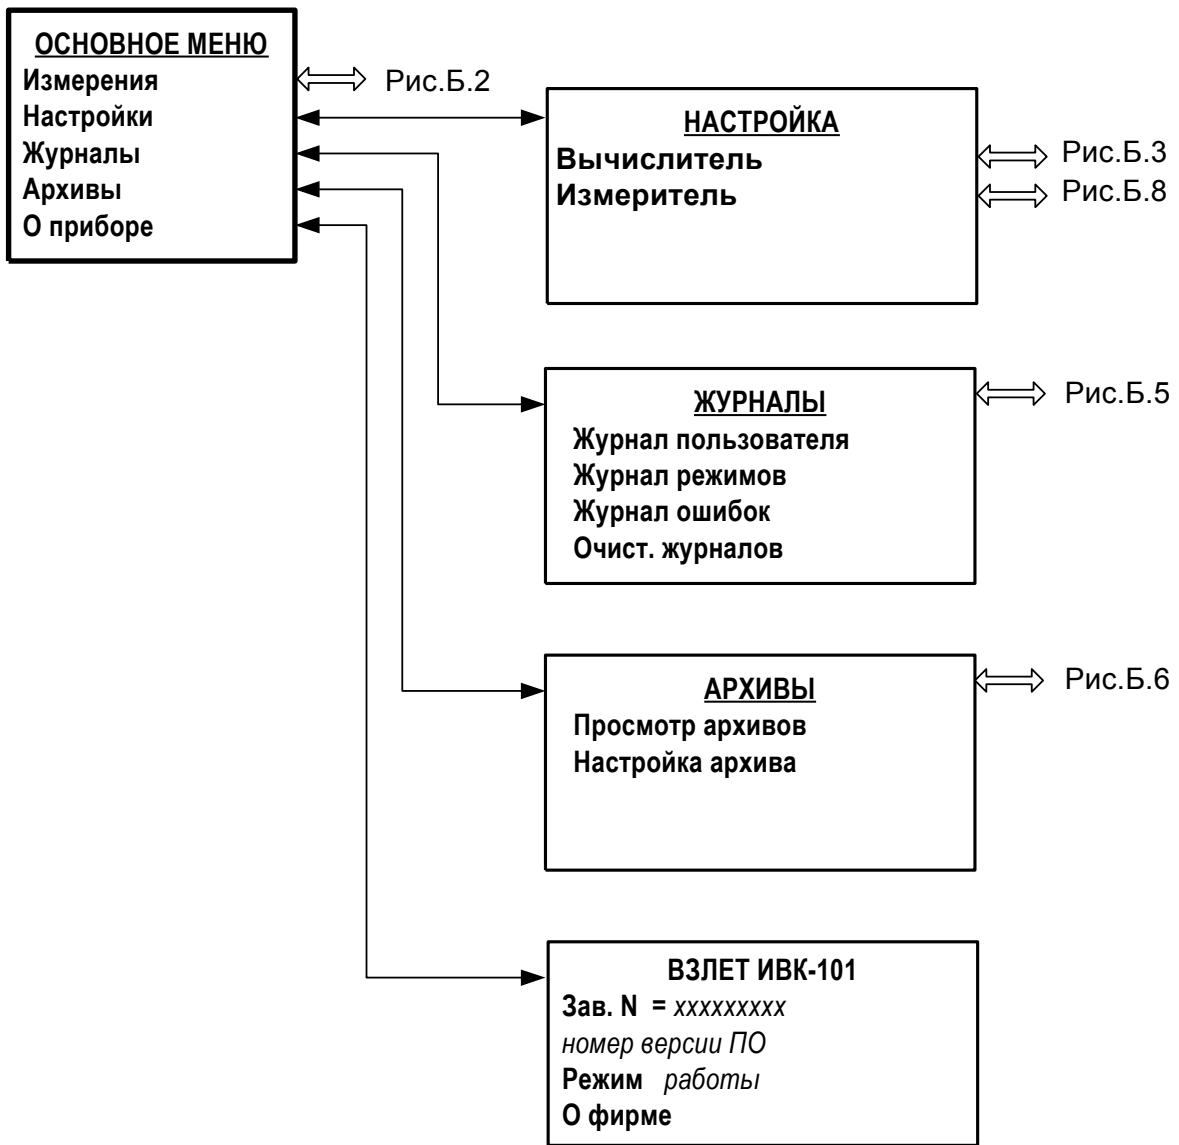 ОСНОВНОЕ МЕНЮ
Измерения
Настройки
Журналы
Архивы
О приборе
Рис.Б.2
НАСТРОЙКА
Вычислитель
Измеритель
Рис.Б.3
Рис.Б.8
ЖУРНАЛЫ
Журнал пользователя
Журнал режимов
Журнал ошибок
Очист. журналов
Рис.Б.5
АРХИВЫ
Просмотр архивов
Настройка архива
Рис.Б.6
ВЗЛЕТ ИВК-101
Зав. N = xxxxxxxxx
номер версии ПО
Режим работы
О фирме